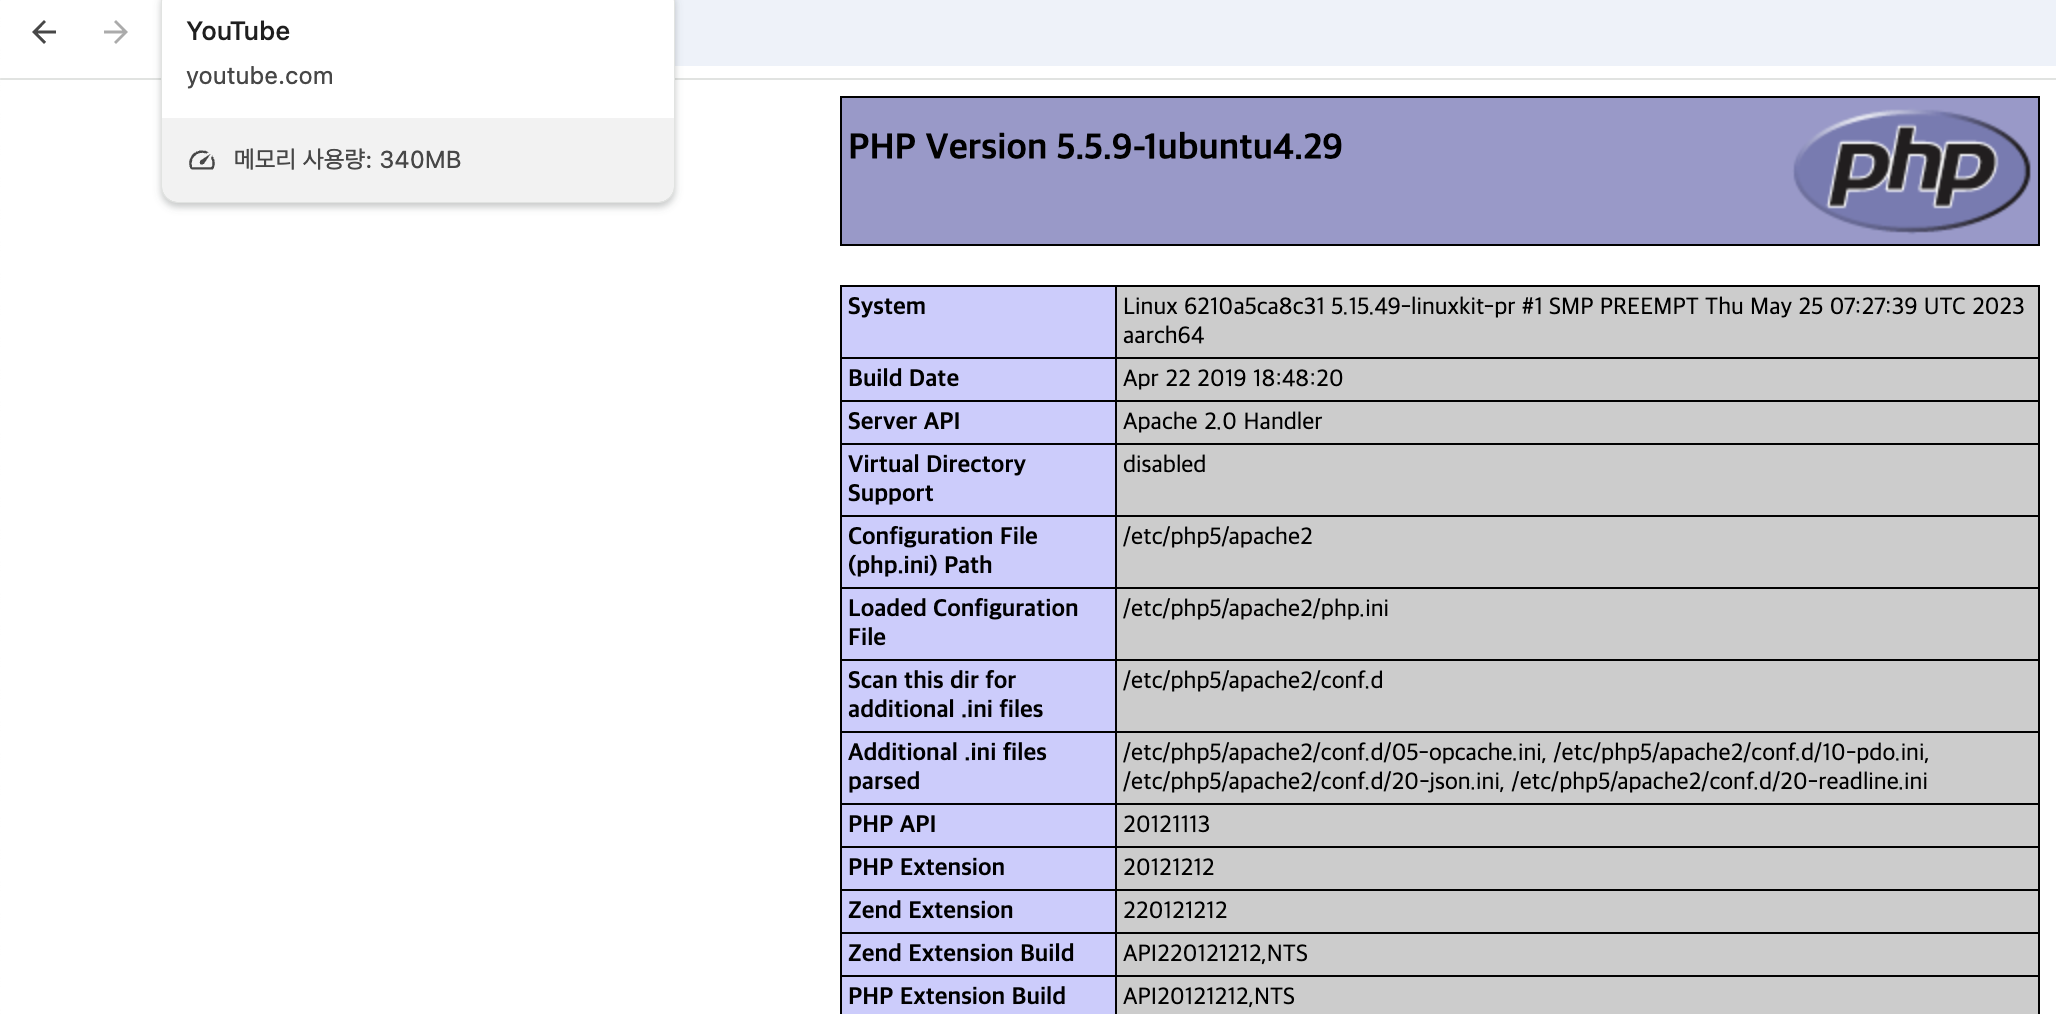 YouTube
youtube.com
메모리 사용량: 340MB
PHP Version 5.5.9-1ubuntu4.29
php
System
Linux 6210a5ca8c31 5.15.49-linuxkit-pr #1 SMP PREEMPT Thu May 25 07:27:39 UTC 2023
aarch64
Build Date
Apr 22 2019 18:48:20
Server API
Apache 2.0 Handler
Virtual Directory
Support
disabled
Configuration File
(php.ini) Path
/etc/php5/apache2
Loaded Configuration
File
/etc/php5/apache2/php.ini
Scan this dir for
additional .ini files
/etc/php5/apache2/conf.d
Additional .ini files
parsed
/etc/php5/apache2/conf.d/05-opcache.ini, /etc/php5/apache2/conf.d/10-pdo.ini,
/etc/php5/apache2/conf.d/20-json.ini, /etc/php5/apache2/conf.d/20-readline.ini
PHP API
20121113
PHP Extension
20121212
Zend Extension
220121212
Zend Extension Build
API220121212,NTS
PHP Extension Build
API20121212,NTS